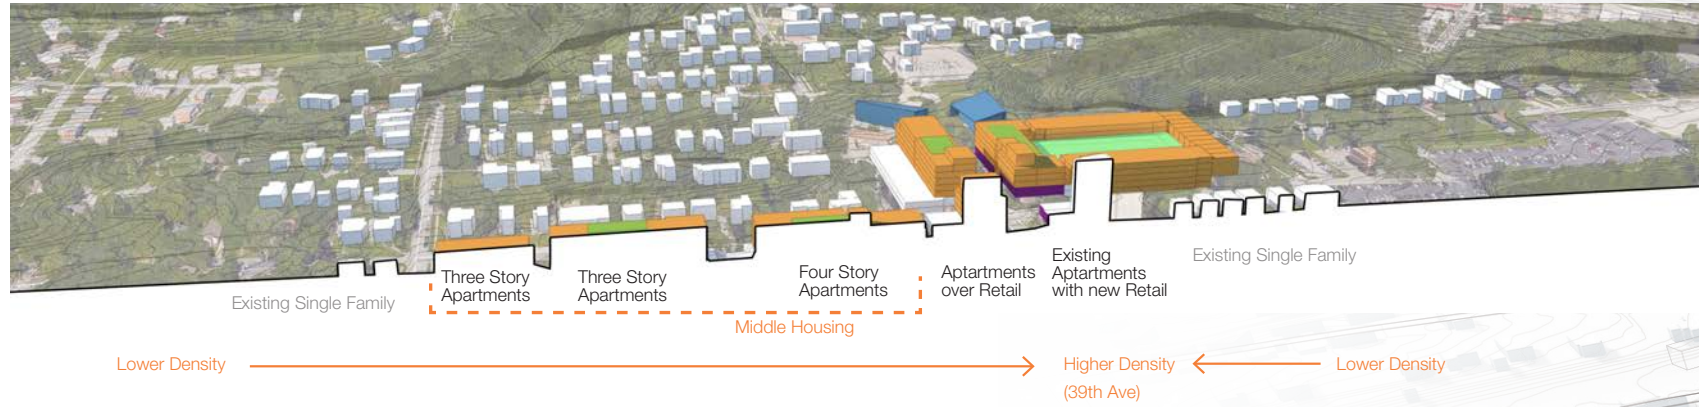 Existing Single Family
Three Story
Apartments
Three Story
Apartments
Four Story
Apartments
Aptartments
over Retail
Existing
Aptartments
with new Retail
Existing Single Family
Middle Housing
Lower Density
Higher Density
(39th Ave)
Lower Density